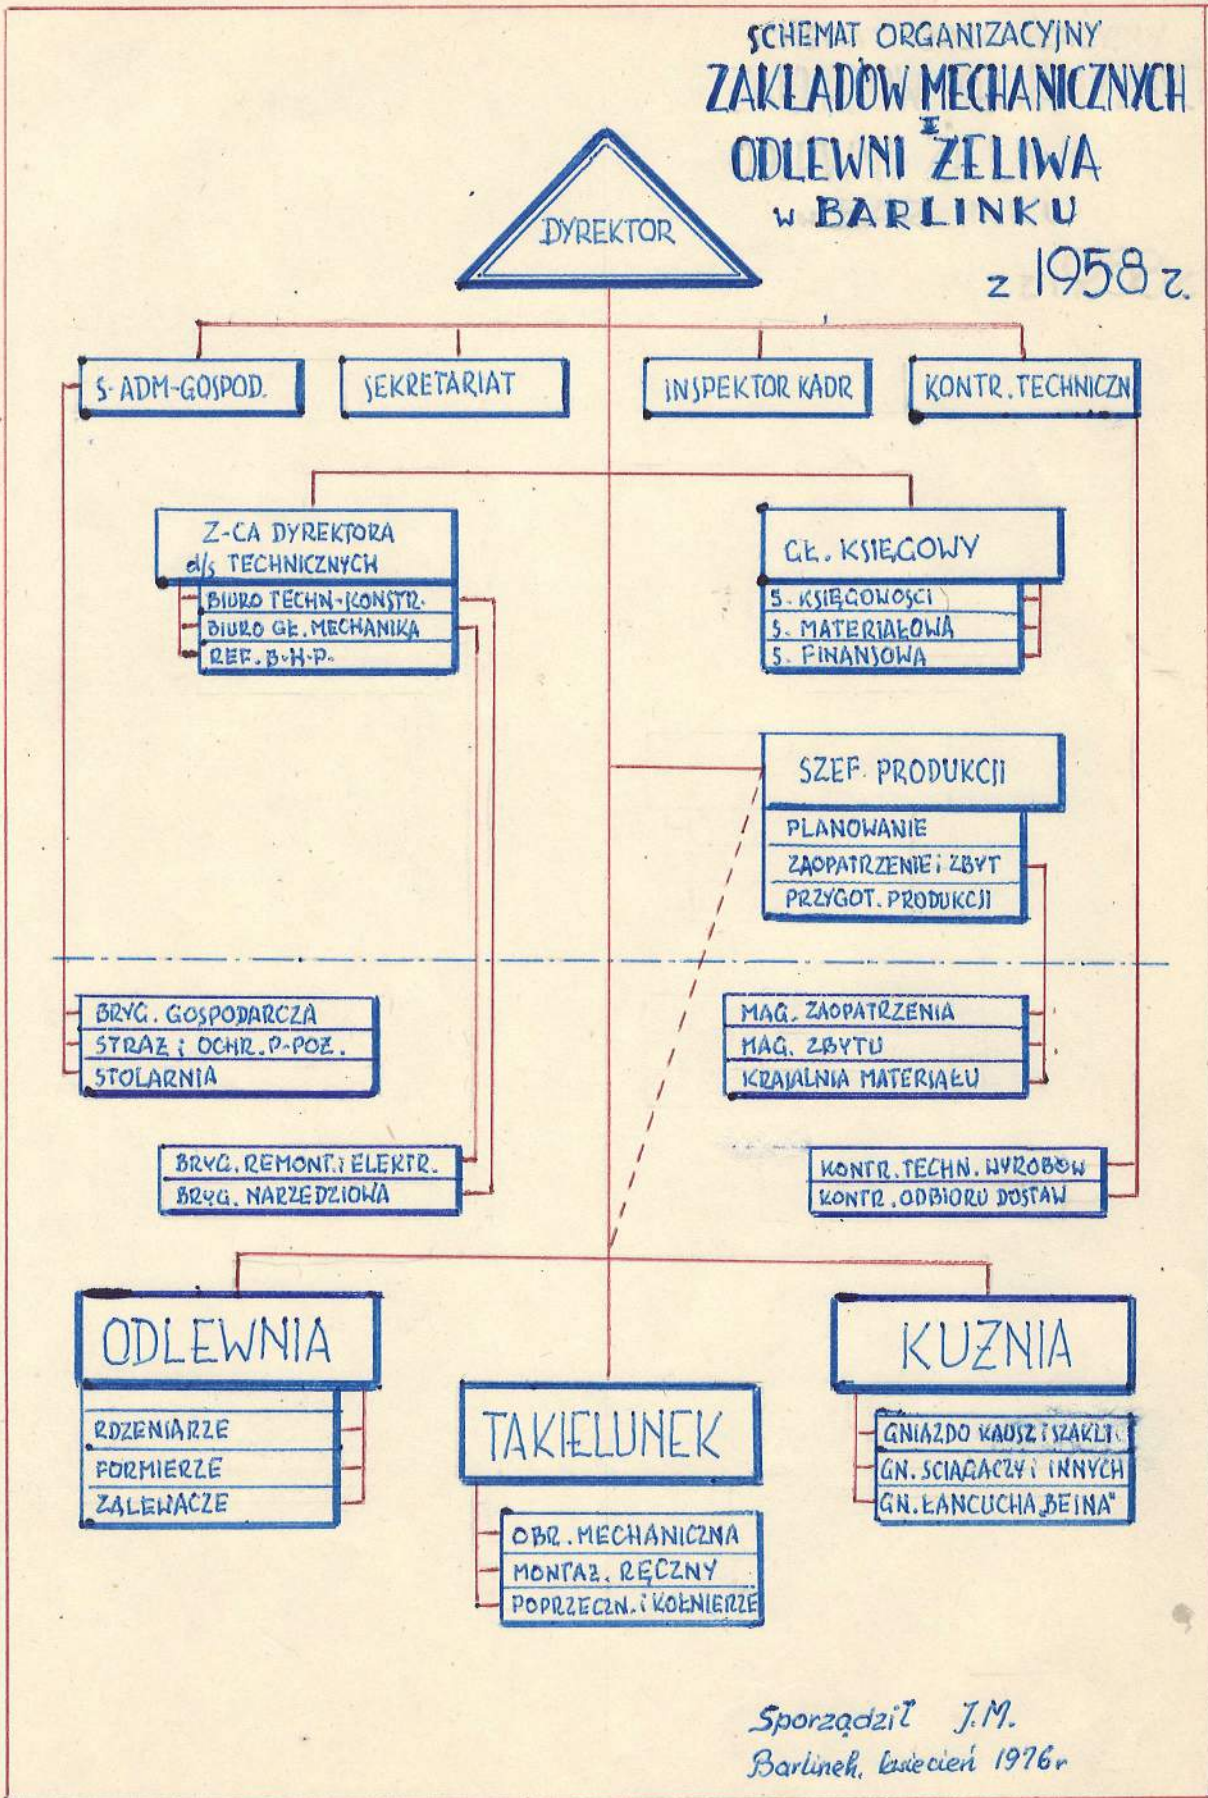 SCHEMAT ORGANIZACYJNY
ZAKŁADÓW MECHANICZNYCH
I
ODLEWNI ŻELIWA
w BARLINKU
z 1958 r.
DYREKTOR
S-ADM-GOSPOD.
SEKRETARIAT
INSPEKTOR KADR
KONTR. TECHNICZN
Z-CA DYREKTORA
d/s TECHNICZNYCH
BIURO TECHN-KONSTR.
BIURO GŁ. MECHANIKA
REF. B-H-P.
GŁ. KSIĘGOWY
S. KSIĘGOWOŚCI
S. MATERIAŁOWA
S. FINANSOWA
SZEF. PRODUKCJI
PLANOWANIE
ZAOPATRZENIE i ZBYT
PRZYGOT. PRODUKCJI
BRYG. GOSPODARCZA
STRAŻ i OCHR. P-POŻ.
STOLARNIA
MAG. ZAOPATRZENIA
MAG. ZBYTU
KRAJALNIA MATERIAŁU
BRYG. REMONT. i ELEKTR.
BRYG. NARZĘDZIOWA
KONTR. TECHN. WYROBÓW
KONTR. ODBIORU DOSTAW
ODLEWNIA
RDZENIARZE
FORMIERZE
ZALEWACZE
TAKIELUNEK
OBR. MECHANICZNA
MONTAŻ. RĘCZNY
POPRZECZN. i KOŁNIERZE
KUŹNIA
GNIAZDO KAUSZ i SZAKLI
GN. ŚCIĄGACZY i INNYCH
GN. ŁAŃCUCHA „BEINA"
Sporządził J.M.
Barlinek, kwiecień 1976 r